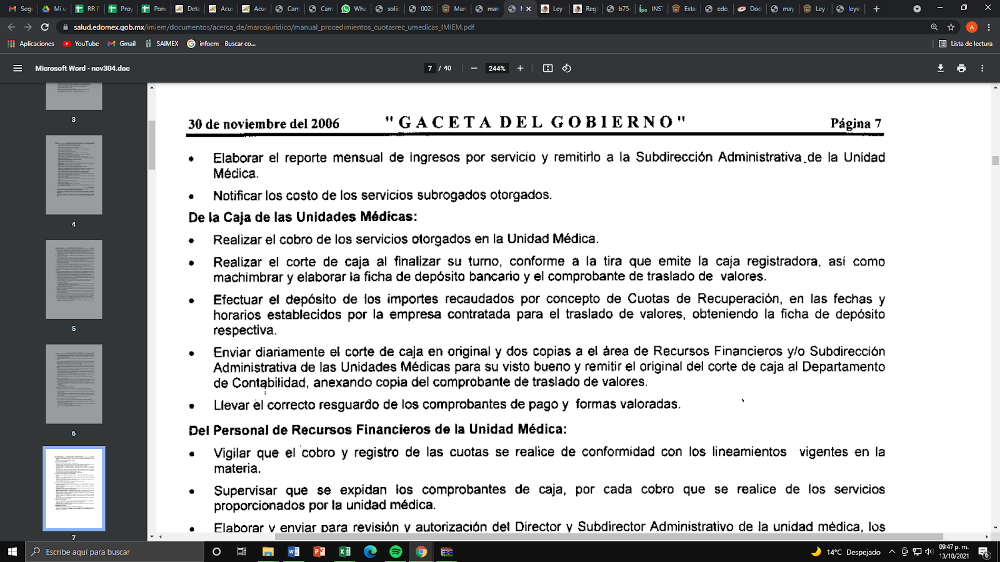 Segu
Mi u
RR P
Proy
Pone
Deta
Acus
Acus
Cam
Cam
Wha
solic
002
Marc
mar
Ley
Regl
b75
INST
Esta
edo
Doc
may
Ley
leyvi
salud.edomex.gob.mx/imiem/documentos/acerca_de/marcojuridico/manual_procedimientos_cuotasrec_umedicas_IMIEM.pdf
A
Aplicaciones
YouTube
Gmail
SAIMEX
infoem - Buscar co...
Lista de lectura
Microsoft Word - nov304.doc
7 / 40
244%
3
4
5
6
7
30 de noviembre del 2006 "GACETA DEL GOBIERNO" Página 7
• Elaborar el reporte mensual de ingresos por servicio y remitirlo a la Subdirección Administrativa de la Unidad
Médica.
• Notificar los costo de los servicios subrogados otorgados.
De la Caja de las Unidades Médicas:
• Realizar el cobro de los servicios otorgados en la Unidad Médica.
• Realizar el corte de caja al finalizar su turno, conforme a la tira que emite la caja registradora, así como
machimbrar y elaborar la ficha de depósito bancario y el comprobante de traslado de valores.
• Efectuar el depósito de los importes recaudados por concepto de Cuotas de Recuperación, en las fechas y
horarios establecidos por la empresa contratada para el traslado de valores, obteniendo la ficha de depósito
respectiva.
• Enviar diariamente el corte de caja en original y dos copias a el área de Recursos Financieros y/o Subdirección
Administrativa de las Unidades Médicas para su visto bueno y remitir el original del corte de caja al Departamento
de Contabilidad, anexando copia del comprobante de traslado de valores.
• Llevar el correcto resguardo de los comprobantes de pago y formas valoradas.
Del Personal de Recursos Financieros de la Unidad Médica:
• Vigilar que el cobro y registro de las cuotas se realice de conformidad con los lineamientos vigentes en la
materia.
• Supervisar que se expidan los comprobantes de caja, por cada cobro que se realice de los servicios
proporcionados por la unidad médica.
• Elaborar y enviar para revisión y autorización del Director y Subdirector Administrativo de la unidad médica, los
Escribe aquí para buscar
14°C Despejado
09:47 p. m.
13/10/2021
6